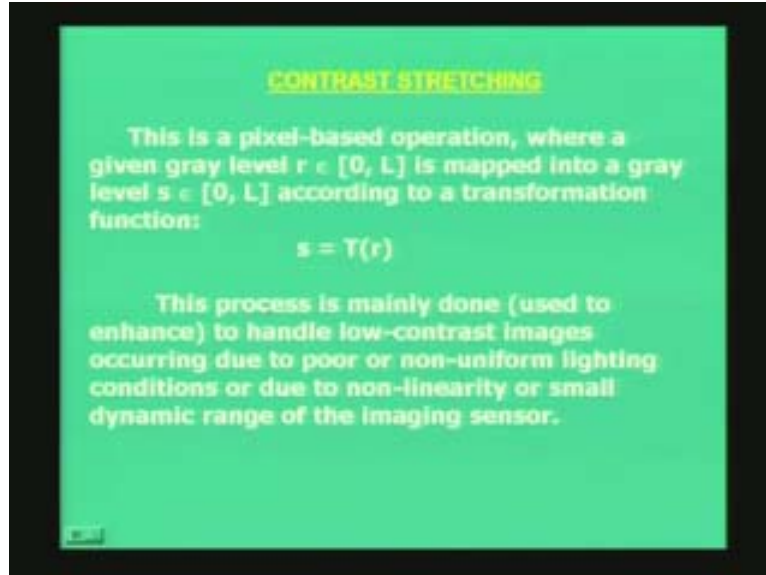 CONTRAST STRETCHING
This is a pixel-based operation, where a
given gray level r ε [0, L] is mapped into a gray
level s ε [0, L] according to a transformation
function:
s = T(r)
This process is mainly done (used to
enhance) to handle low-contrast images
occurring due to poor or non-uniform lighting
conditions or due to non-linearity or small
dynamic range of the imaging sensor.